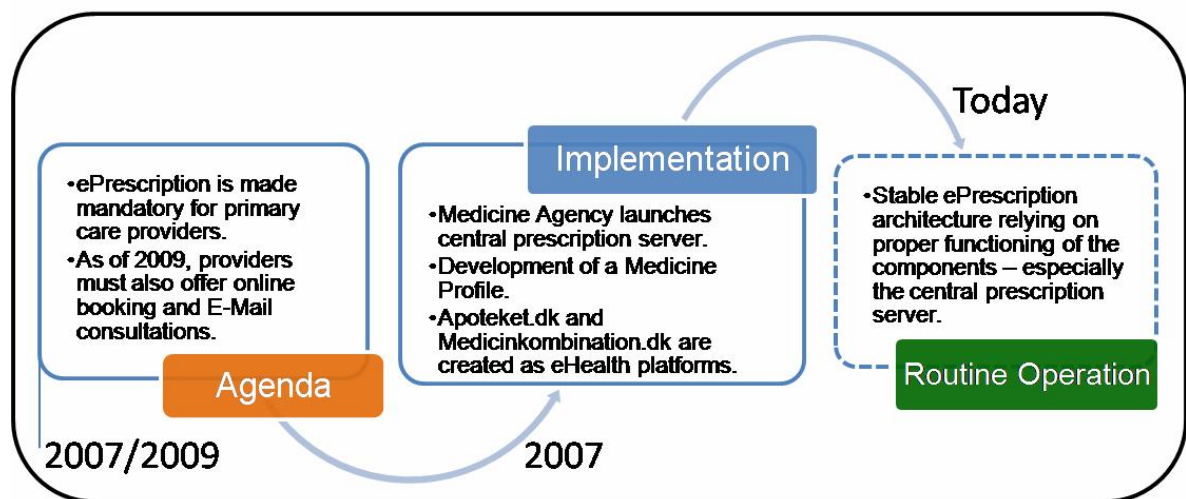 •ePrescription is made
mandatory for primary
care providers.
•As of 2009, providers
must also offer online
booking and E-Mail
consultations.
Agenda
2007/2009
Implementation
•Medicine Agency launches
central prescription server.
•Development of a Medicine
Profile.
•Apoteket.dk and
Medicinkombination.dk are
created as eHealth platforms.
2007
Today
•Stable ePrescription
architecture relying on
proper functioning of the
components – especially
the central prescription
server.
Routine Operation